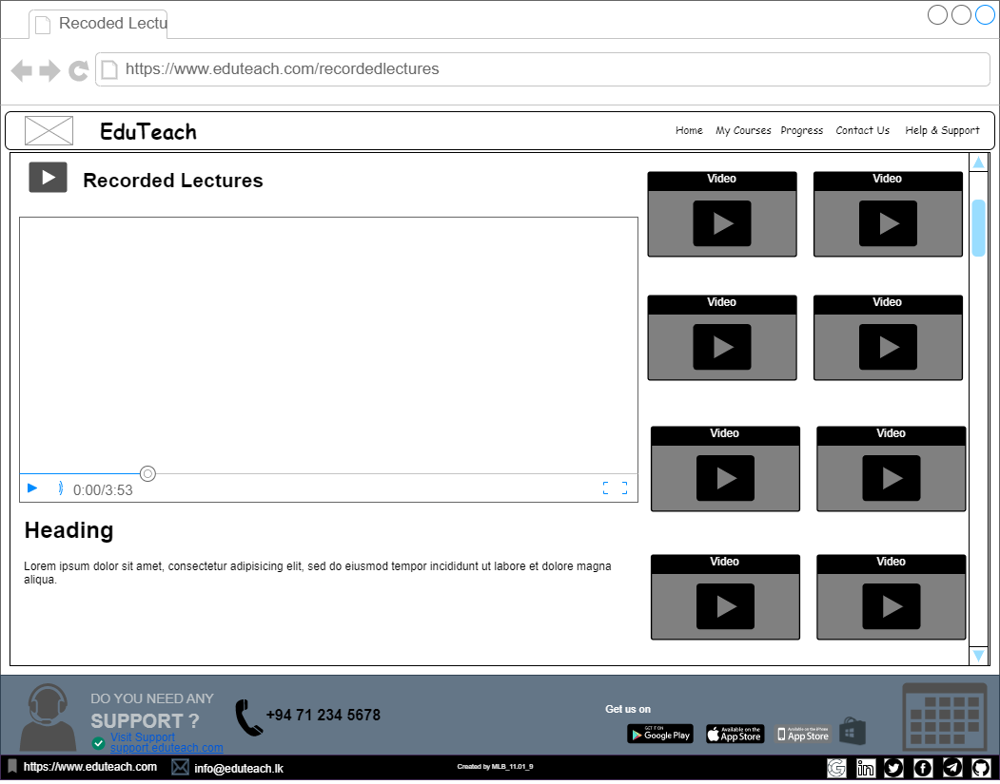 Recoded Lectu
https://www.eduteach.com/recordedlectures
EduTeach
Home My Courses Progress Contact Us Help & Support
Recorded Lectures
Video Video
Video Video
Video Video
Video Video
0:00/3:53
Heading
Lorem ipsum dolor sit amet, consectetur adipisicing elit, sed do eiusmod tempor incididunt ut labore et dolore magna
aliqua.
DO YOU NEED ANY
SUPPORT ?
Visit Support
support.eduteach.com
+94 71 234 5678
Get us on
GET IT ON
Google Play
Available on the
App Store
Available on the iPhone
App Store
https://www.eduteach.com
info@eduteach.lk
Created by MLB_11.01_9